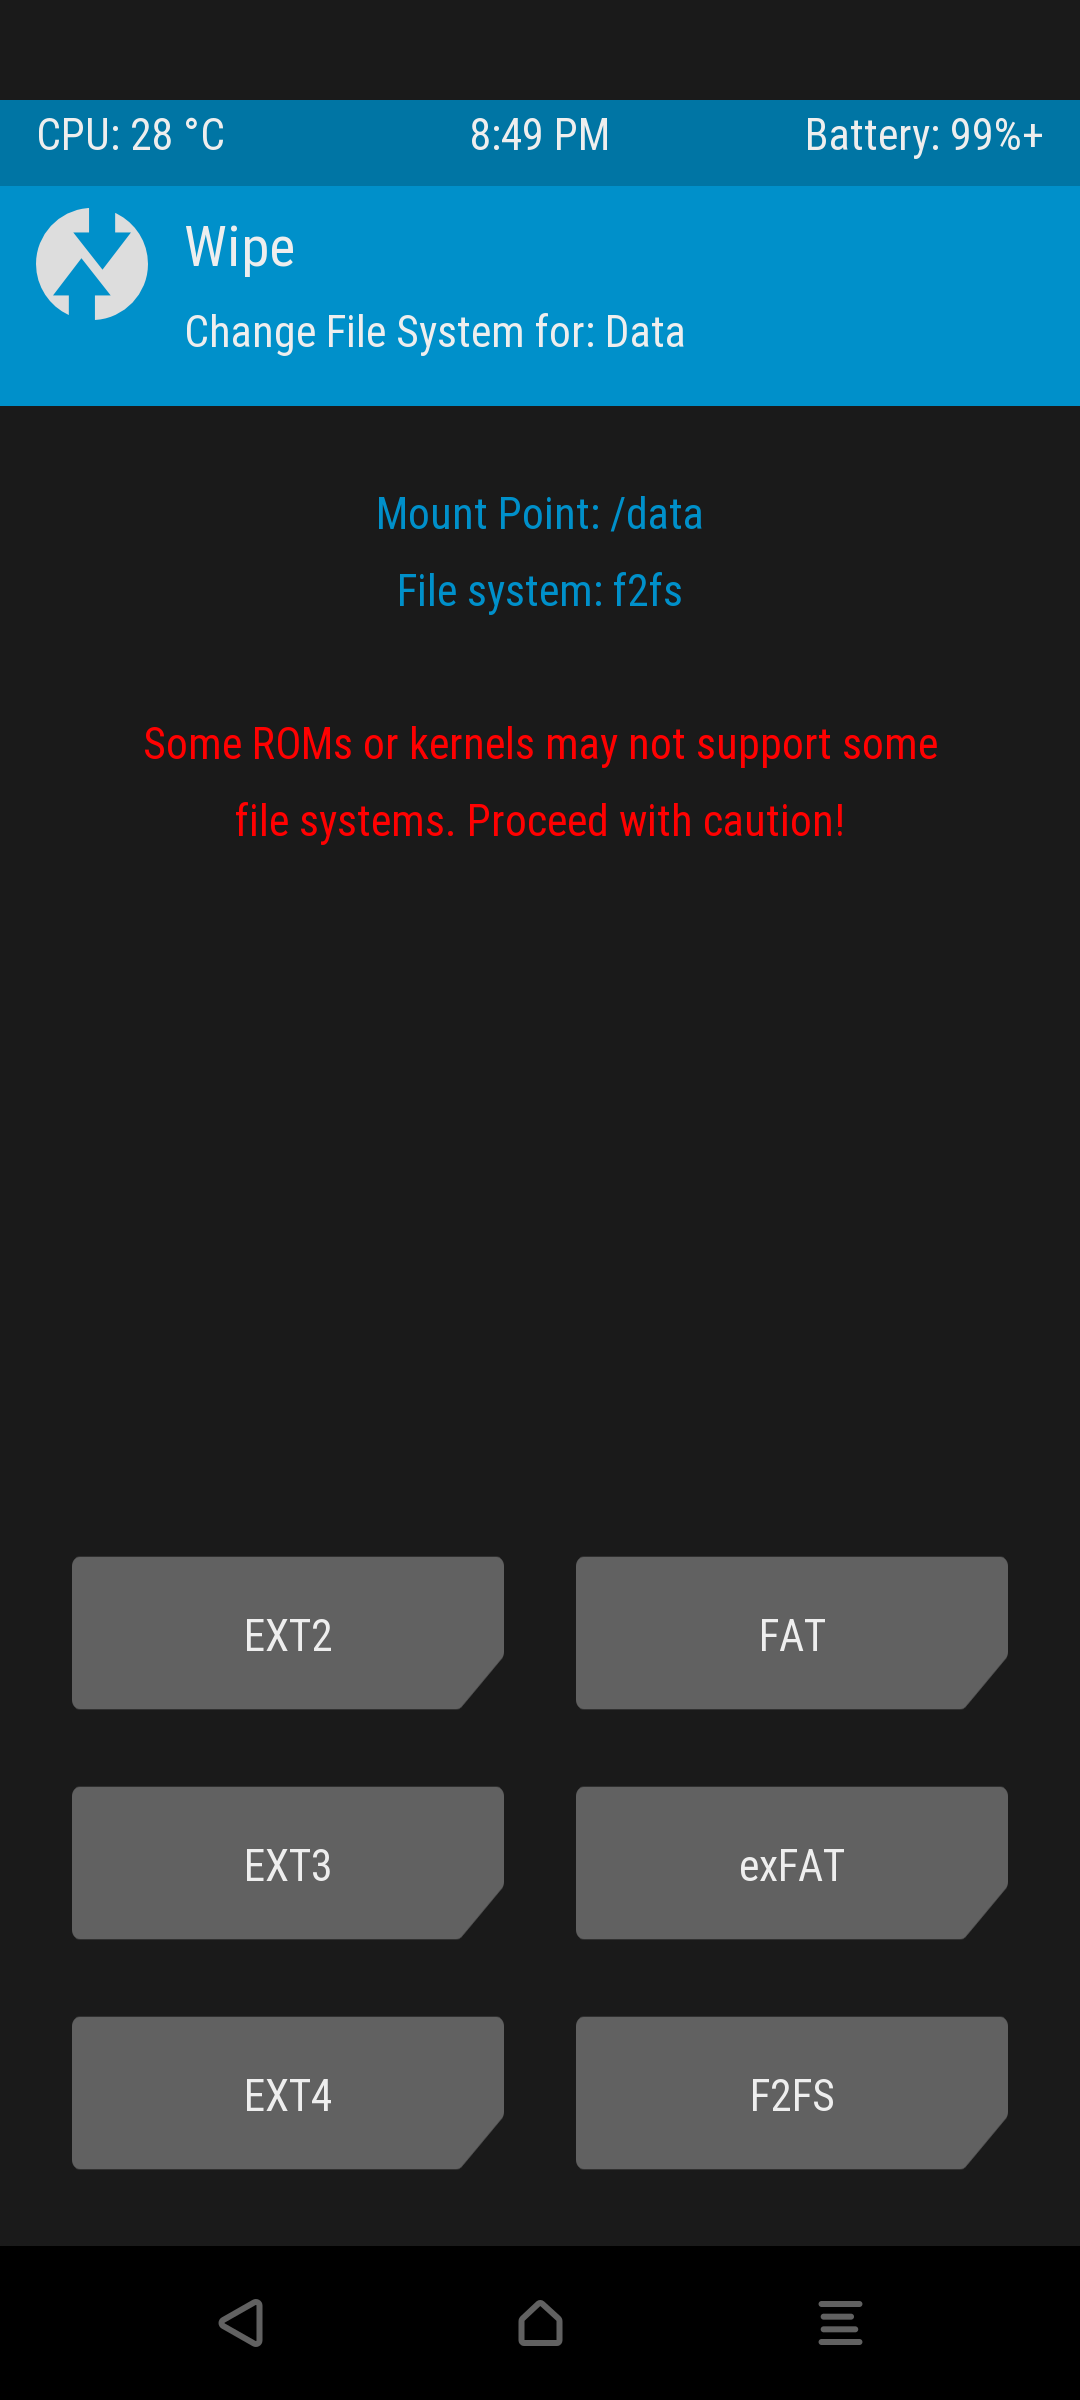 CPU: 28 °C
8:49 PM
Battery: 99%+
Wipe
Change File System for: Data
Mount Point: /data
File system: f2fs
Some ROMs or kernels may not support some
file systems. Proceed with caution!
EXT2
FAT
EXT3
exFAT
EXT4
F2FS